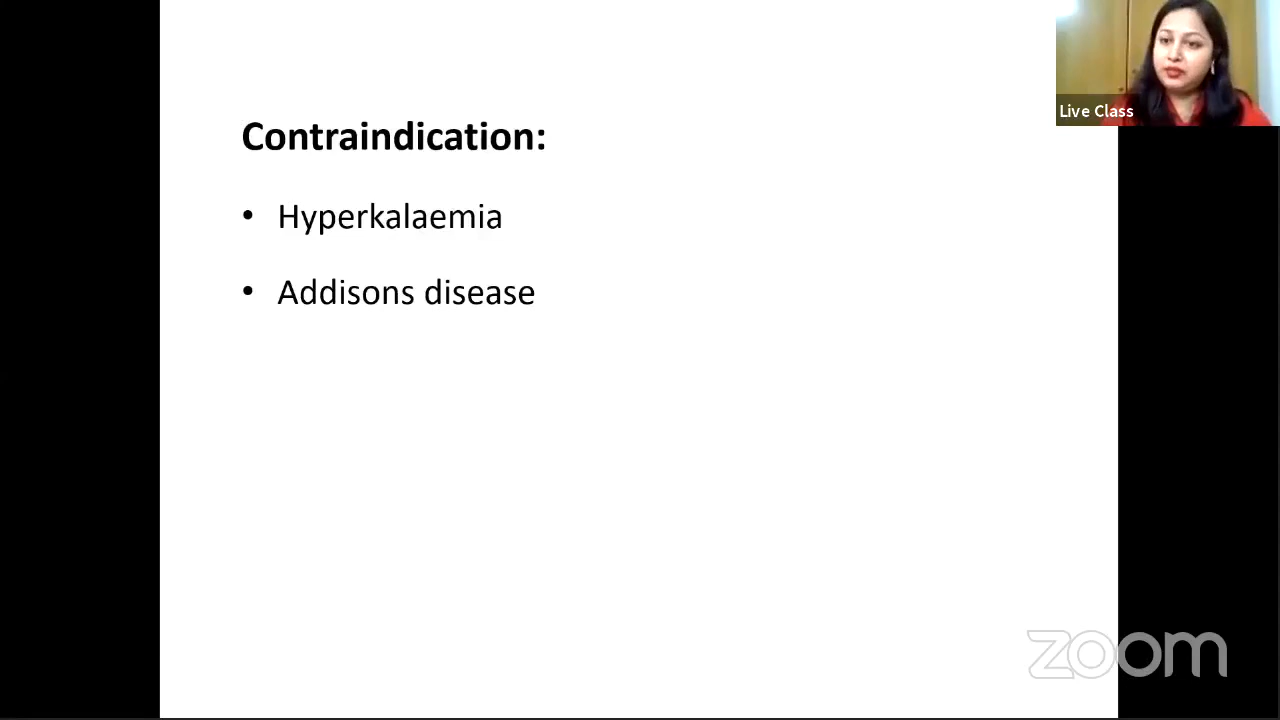 Live Class
Contraindication:
• Hyperkalaemia
• Addisons disease
zoom